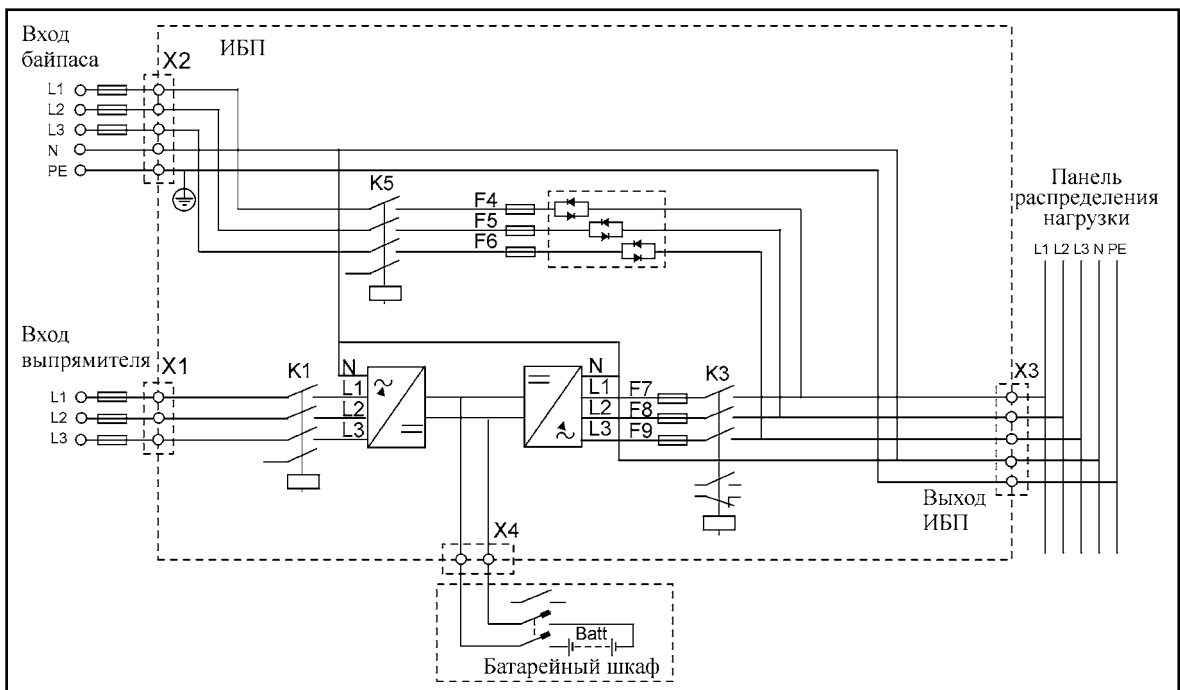 Вход
байпаса
X2
ИБП
L1
L2
L3
N
PE
K5
F4
F5
F6
Панель
распределения
нагрузки
L1 L2 L3 N PE
Вход
выпрямителя
X1
L1
L2
L3
K1
N
L1
L2
L3
N
L1
L2
L3
F7
F8
F9
K3
X3
Выход
ИБП
X4
Batt
Батарейный шкаф